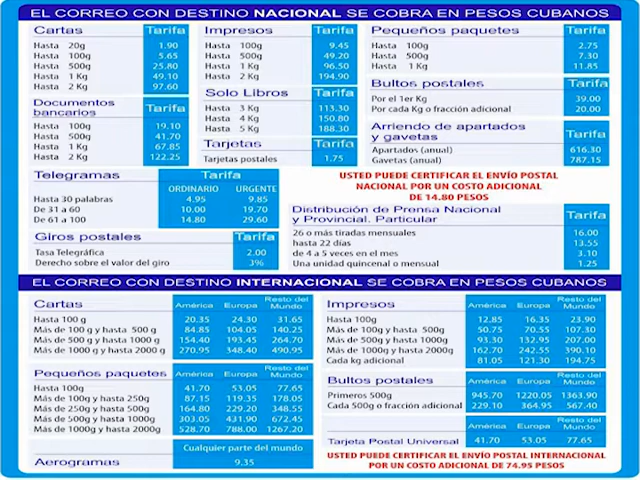 EL CORREO CON DESTINO NACIONAL SE COBRA EN PESOS CUBANOS
Cartas Tarifa
Hasta 20g 1.90
Hasta 100g 5.65
Hasta 500g 25.80
Hasta 1 Kg 49.10
Hasta 2 Kg 97.60
Documentos bancarios Tarifa
Hasta 100g 19.10
Hasta 500g 41.70
Hasta 1 Kg 67.85
Hasta 2 Kg 122.25
Impresos Tarifa
Hasta 100g 9.45
Hasta 500g 49.20
Hasta 1 Kg 96.50
Hasta 2 Kg 194.90
Solo Libros Tarifa
Hasta 3 Kg 113.30
Hasta 4 Kg 150.80
Hasta 5 Kg 188.30
Tarjetas Tarifa
Tarjetas postales 1.75
Pequeños paquetes Tarifa
Hasta 100g 2.75
Hasta 500g 7.30
Hasta 1 Kg 11.85
Bultos postales Tarifa
Por el 1er Kg 39.00
Por cada Kg o fracción adicional 20.00
Arriendo de apartados
y gavetas Tarifa
Apartados (anual) 616.30
Gavetas (anual) 787.15
Telegramas Tarifa
ORDINARIO URGENTE
Hasta 30 palabras 4.95 9.85
De 31 a 60 10.00 19.70
De 61 a 100 14.80 29.60
Giros postales Tarifa
Tasa Telegráfica 2.00
Derecho sobre el valor del giro 3%
USTED PUEDE CERTIFICAR EL ENVÍO POSTAL
NACIONAL POR UN COSTO ADICIONAL
DE 14.80 PESOS
Distribución de Prensa Nacional
y Provincial. Particular Tarifa
26 o más tiradas mensuales 16.00
hasta 22 días 13.55
de 4 a 5 veces en el mes 3.10
Una unidad quincenal o mensual 1.25
EL CORREO CON DESTINO INTERNACIONAL SE COBRA EN PESOS CUBANOS
Cartas América Europa Resto del Mundo
Hasta 100 g 20.35 24.30 31.65
Más de 100 g y hasta 500 g 84.85 104.05 140.25
Más de 500 g y hasta 1000 g 154.40 193.45 264.70
Más de 1000 g y hasta 2000 g 270.95 348.40 490.95
Pequeños paquetes América Europa Resto del Mundo
Hasta 100g 41.70 53.05 77.65
Más de 100g y hasta 250g 87.15 119.35 178.05
Más de 250g y hasta 500g 164.80 229.20 348.55
Más de 500g y hasta 1000g 303.05 431.90 672.45
Más de 1000g y hasta 2000g 528.70 788.00 1267.20
Aerogramas Cualquier parte del mundo
9.35
Impresos América Europa Resto del Mundo
Hasta 100g 12.85 16.35 23.90
Más de 100g y hasta 500g 50.75 70.55 107.30
Más de 500g y hasta 1000g 93.30 132.95 207.00
Más de 1000g y hasta 2000g 162.70 242.55 390.10
Cada kg adicional 81.05 121.30 194.75
Bultos postales América Europa Resto del Mundo
Primeros 500g 945.70 1220.05 1363.90
Cada 500g o fracción adicional 229.10 364.95 567.40
América Europa Resto del Mundo
Tarjeta Postal Universal 41.70 53.05 77.65
USTED PUEDE CERTIFICAR EL ENVÍO POSTAL INTERNACIONAL
POR UN COSTO ADICIONAL DE 74.95 PESOS